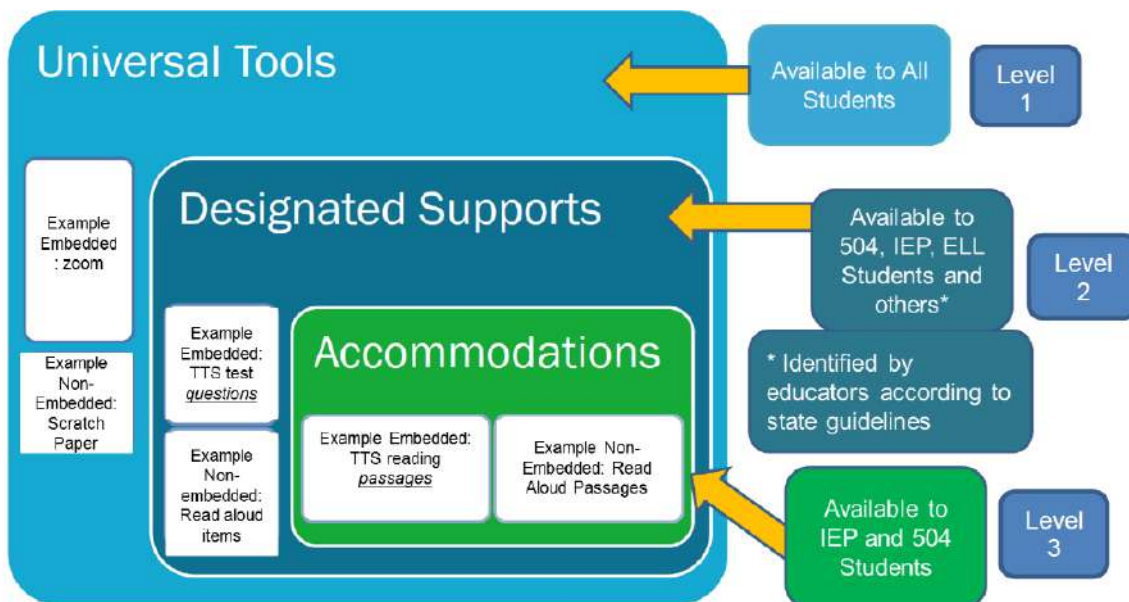 Universal Tools
Available to All
Students
Level
1
Example
Embedded
: zoom
Example
Non-
Embedded:
Scratch
Paper
Designated Supports
Available to
504, IEP, ELL
Students and
others*
Level
2
* Identified by
educators according to
state guidelines
Example
Embedded:
TTS test
questions
Example
Non-
embedded:
Read aloud
items
Accommodations
Example Embedded:
TTS reading
passages
Example Non-
Embedded: Read
Aloud Passages
Available to
IEP and 504
Students
Level
3